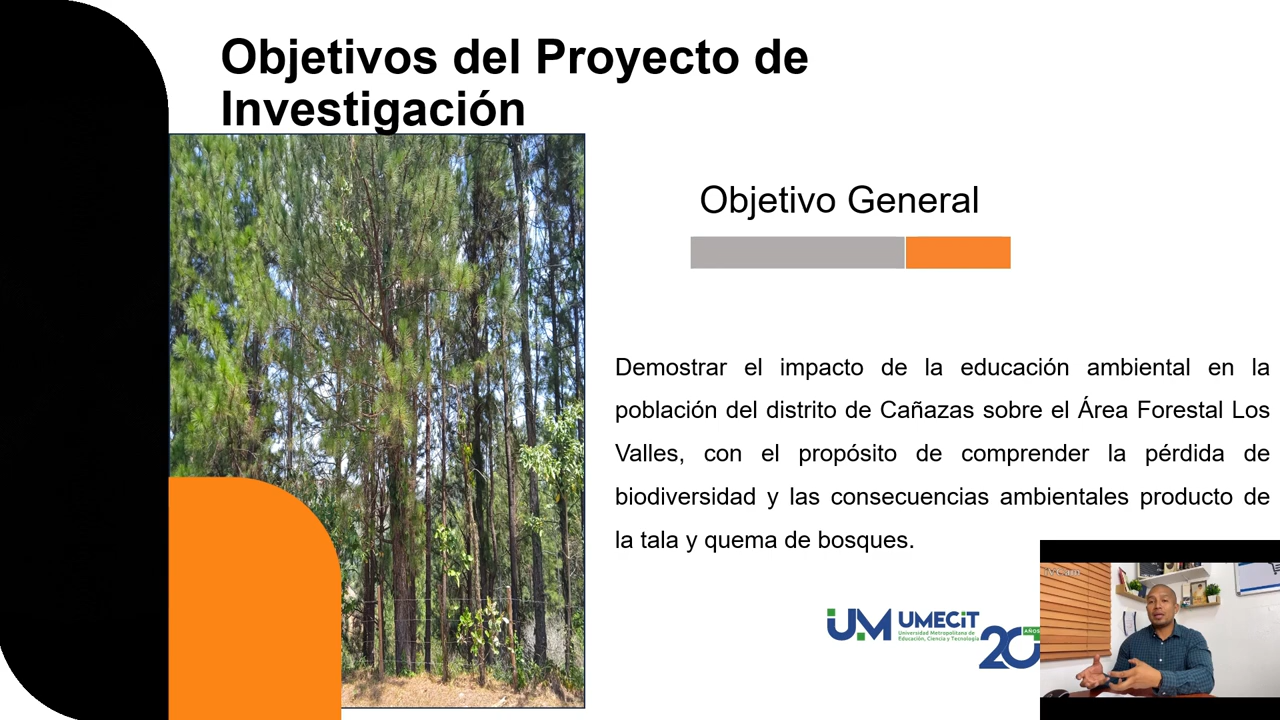 Objetivos del Proyecto de
Investigación
Objetivo General
Demostrar el impacto de la educación ambiental en la
población del distrito de Cañazas sobre el Área Forestal Los
Valles, con el propósito de comprender la pérdida de
biodiversidad y las consecuencias ambientales producto de
la tala y quema de bosques.
UM UMECIT
Universidad Metropolitana de
Educación, Ciencia y Tecnología
20 AÑOS